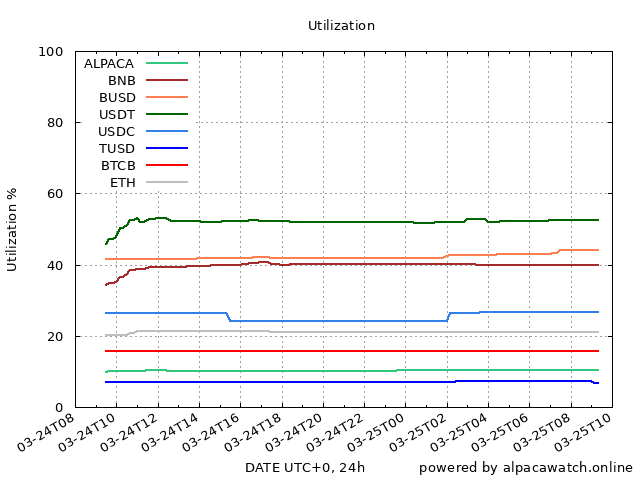 Utilization
Utilization %
100
80
60
40
20
0
ALPACA
BNB
BUSD
USDT
USDC
TUSD
BTCB
ETH
03-24T08
03-24T10
03-24T12
03-24T14
03-24T16
03-24T18
03-24T20
03-24T22
03-25T00
03-25T02
03-25T04
03-25T06
03-25T08
03-25T10
DATE UTC+0, 24h
powered by alpacawatch.online